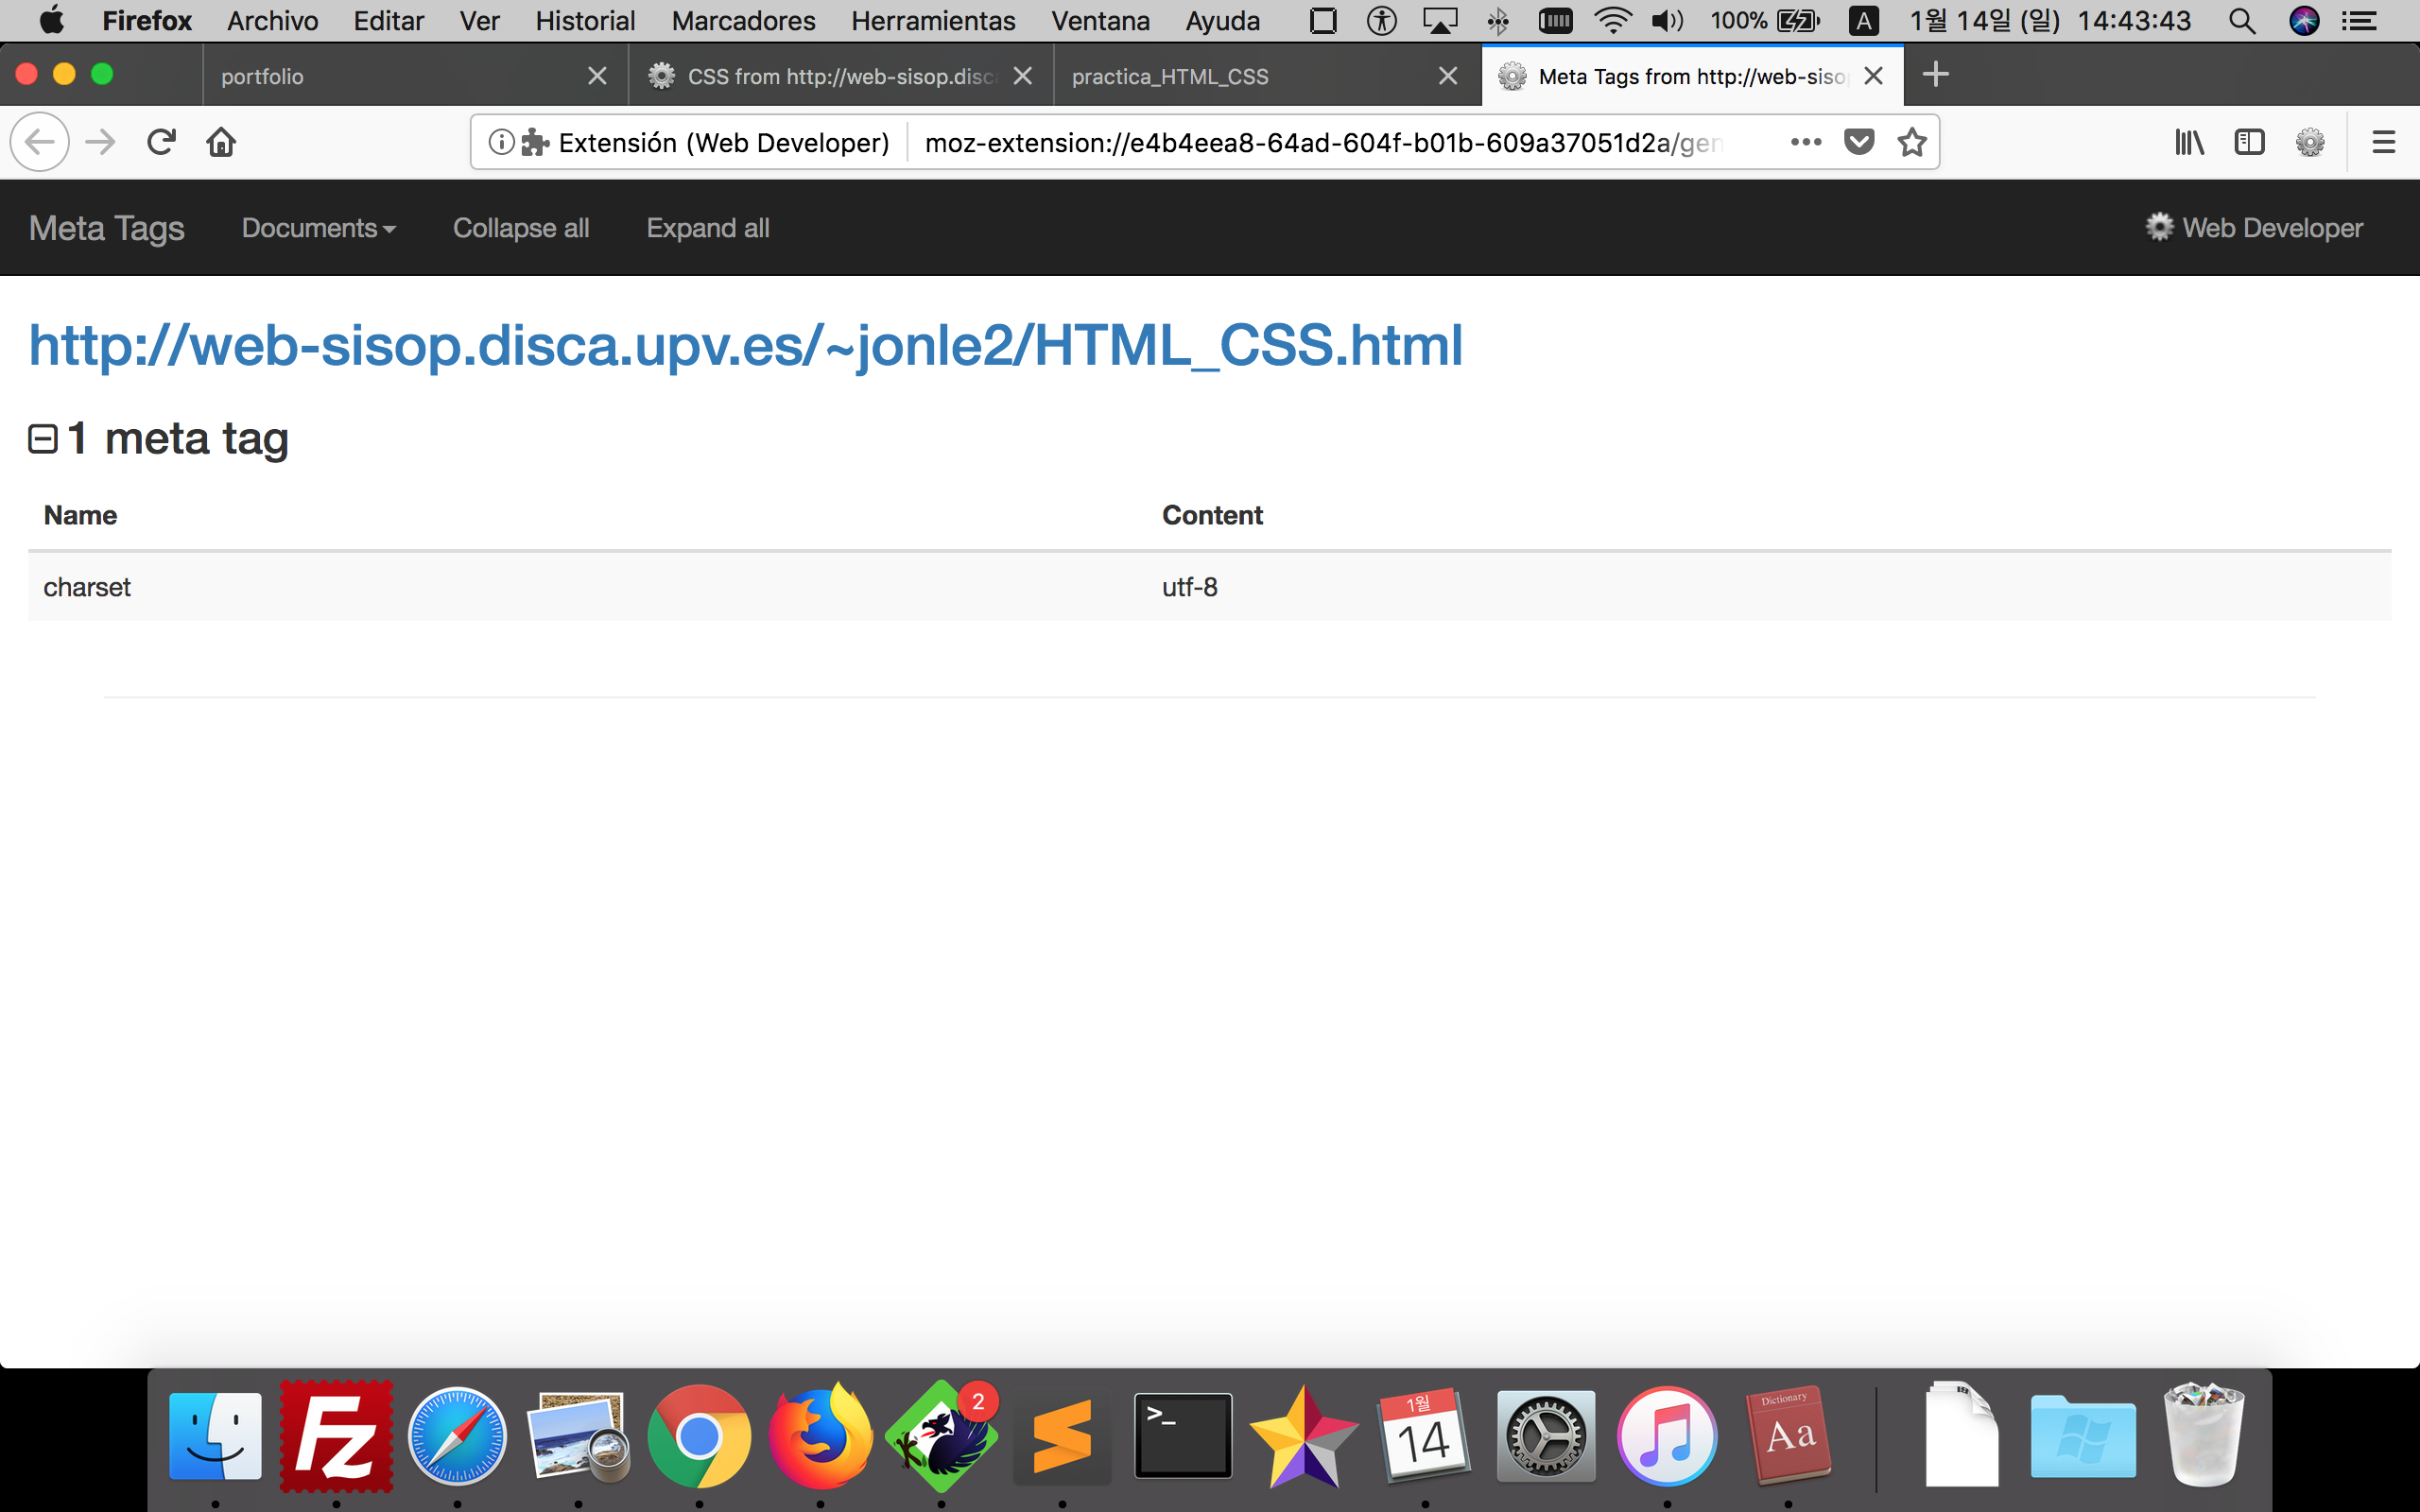 Firefox Archivo Editar Ver Historial Marcadores Herramientas Ventana Ayuda 100% A 1월 14일 (일) 14:43:43
portfolio CSS from http://web-sisop.disc practica_HTML_CSS Meta Tags from http://web-siso
Extensión (Web Developer) moz-extension://e4b4eea8-64ad-604f-b01b-609a37051d2a/gen
Meta Tags Documents Collapse all Expand all Web Developer
http://web-sisop.disca.upv.es/~jonle2/HTML_CSS.html
1 meta tag
Name Content
charset utf-8
Fz 2 >_ 1월 14 Dictionary Aa